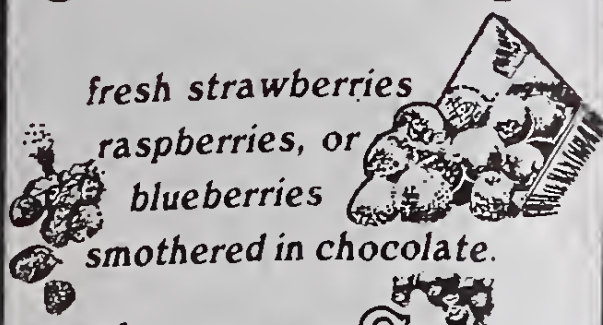 fresh strawberries
raspberries, or
blueberries
smothered in chocolate.